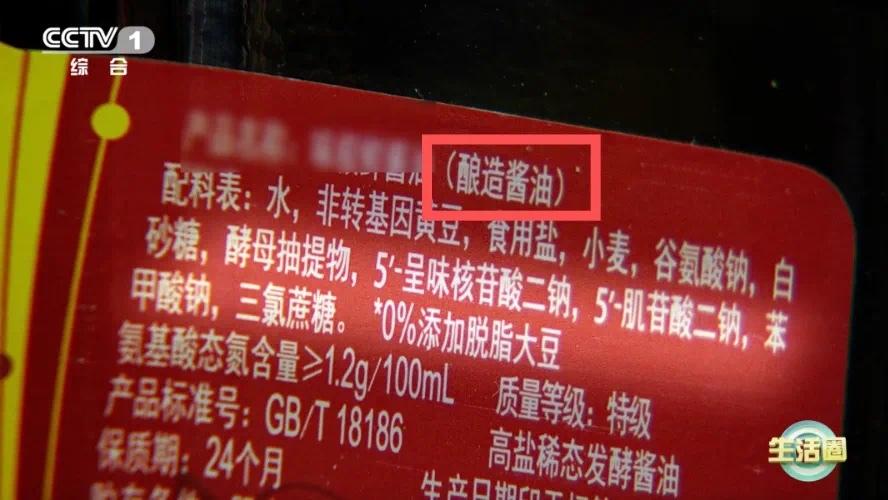 CCTV 1
综合
(酿造酱油)
配料表：水，非转基因黄豆，食用盐，小麦，谷氨酸钠，白
砂糖，酵母抽提物，5′-呈味核苷酸二钠，5′-肌苷酸二钠，苯
甲酸钠，三氯蔗糖。 *0%添加脱脂大豆
氨基酸态氮含量≥1.2g/100mL 质量等级：特级
产品标准号：GB/T 18186 高盐稀态发酵酱油
保质期：24个月
生活圈